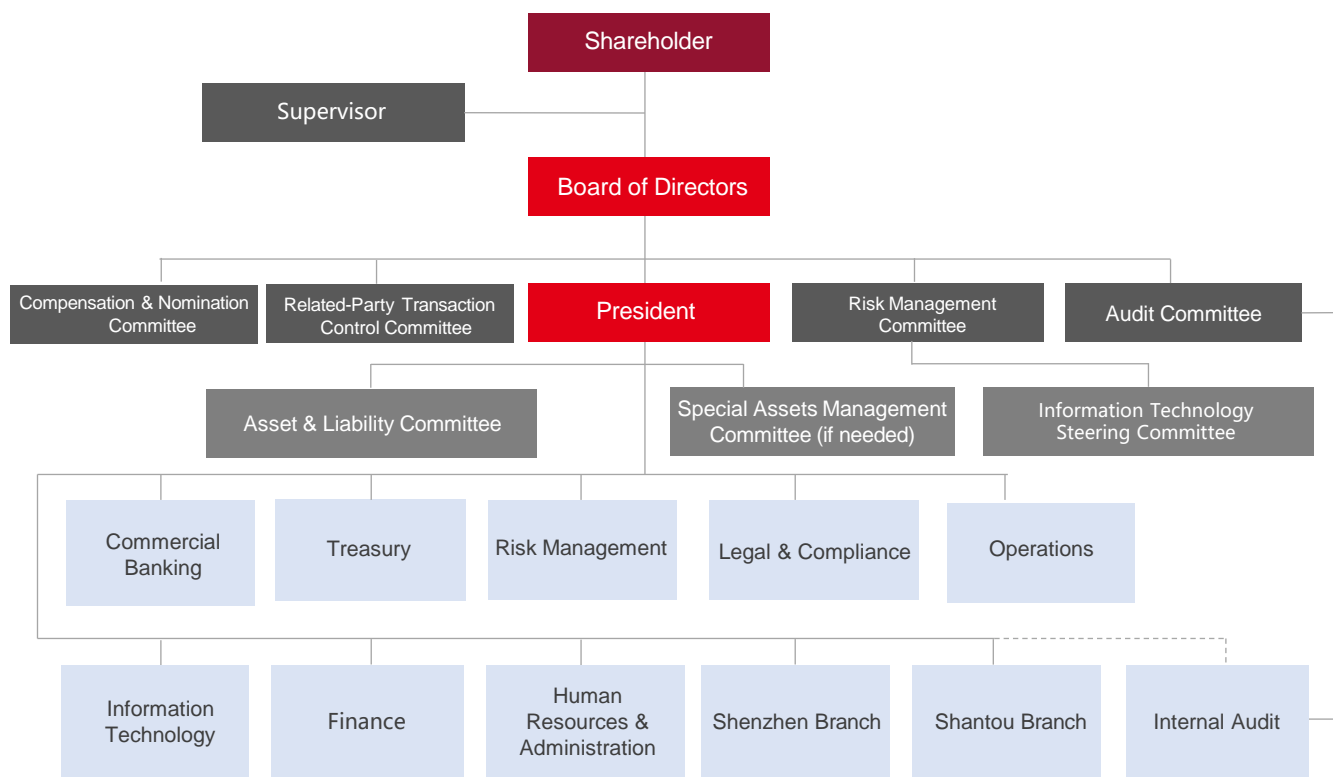 Shareholder
Supervisor
Board of Directors
Compensation & Nomination
Committee
Related-Party Transaction
Control Committee
President
Risk Management
Committee
Audit Committee
Asset & Liability Committee
Special Assets Management
Committee (if needed)
Information Technology
Steering Committee
Commercial
Banking
Treasury
Risk Management
Legal & Compliance
Operations
Information
Technology
Finance
Human
Resources &
Administration
Shenzhen Branch
Shantou Branch
Internal Audit